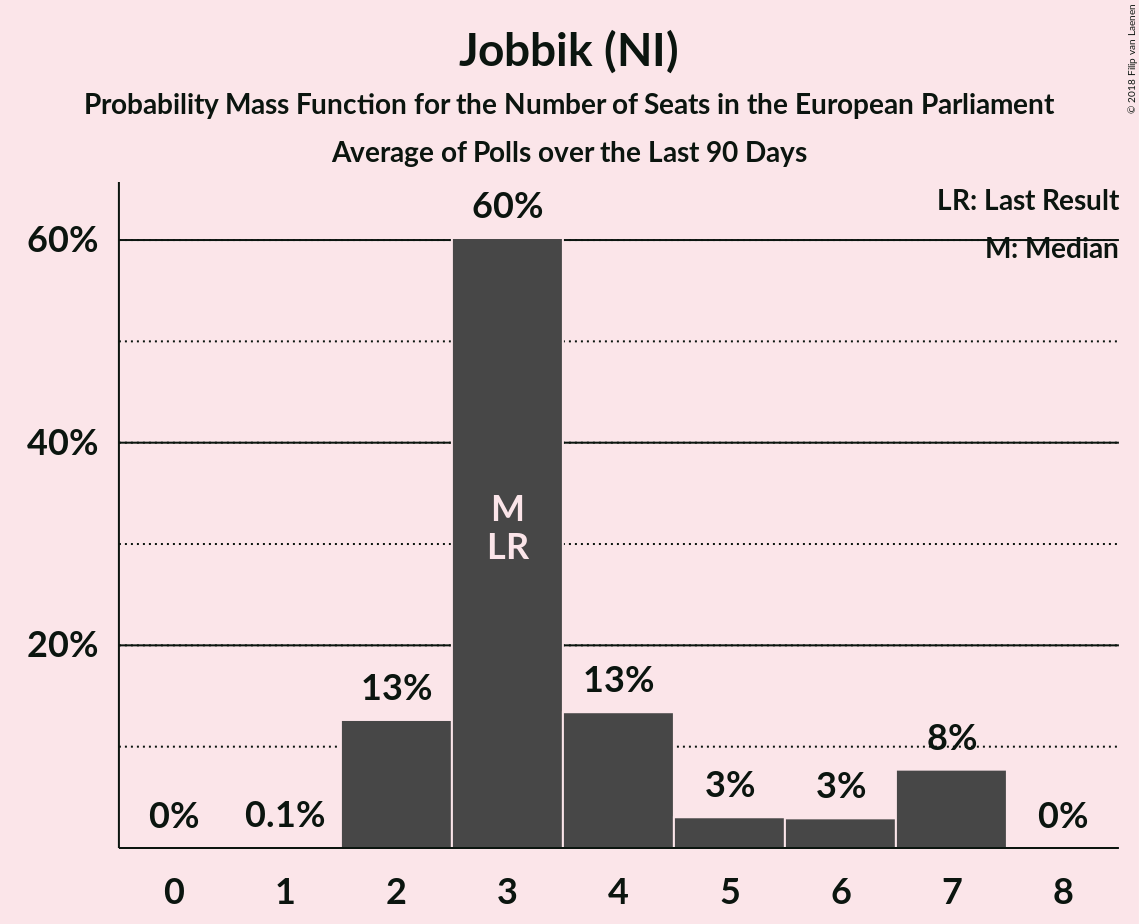 Jobbik (NI)
Probability Mass Function for the Number of Seats in the European Parliament
Average of Polls over the Last 90 Days
© 2018 Filip van Laenen
LR: Last Result
M: Median
60%
40%
20%
0%
0.1%
13%
60%
M
LR
13%
3%
3%
8%
0%
0 1 2 3 4 5 6 7 8